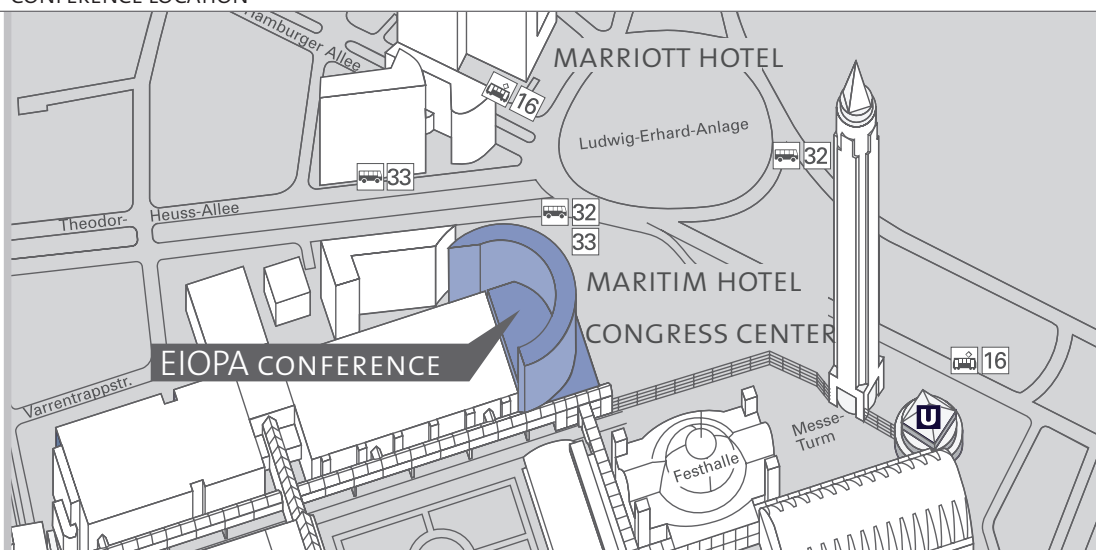 CONFERENCE LOCATION
Hamburger Allee
MARRIOTT HOTEL
16
Ludwig-Erhard-Anlage
32
33
Theodor- Heuss-Allee
32
33
MARITIM HOTEL
CONGRESS CENTER
EIOPA CONFERENCE
16
Varrentrappstr.
U
Messe-
Turm
Festhalle